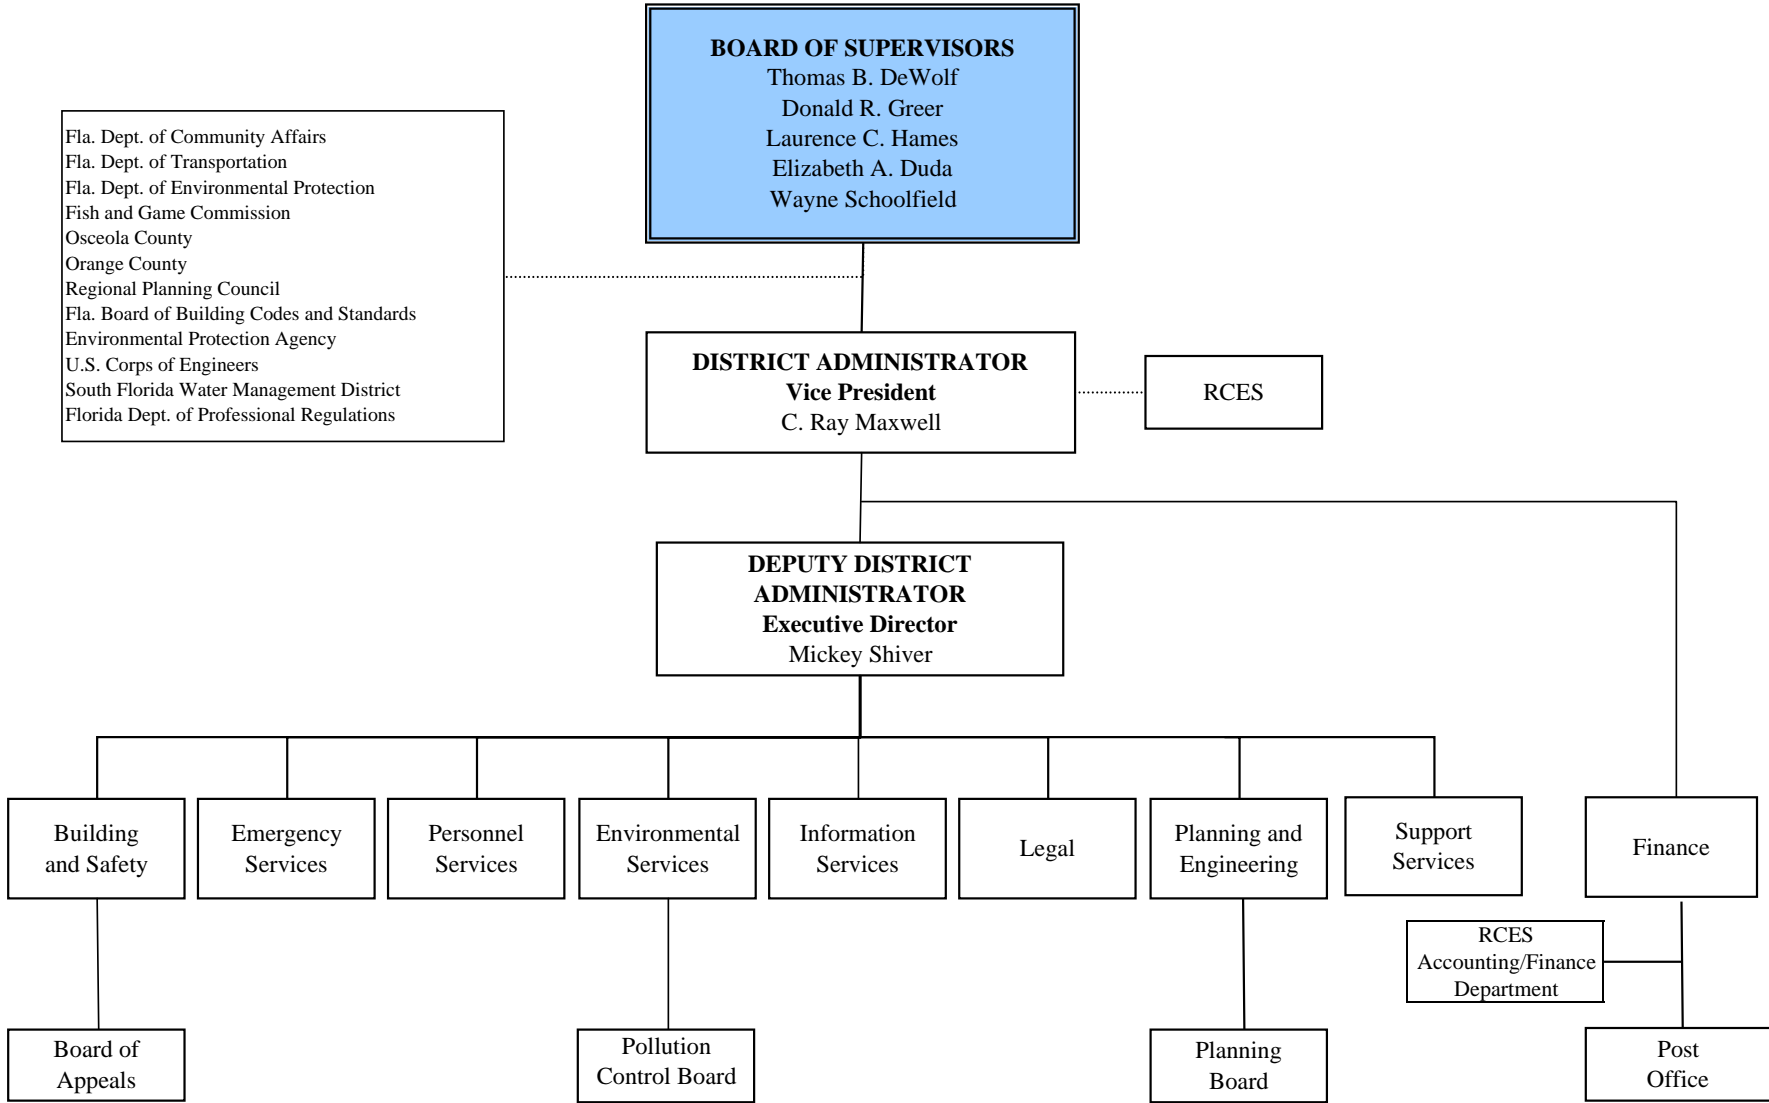 BOARD OF SUPERVISORS
Thomas B. DeWolf
Donald R. Greer
Laurence C. Hames
Elizabeth A. Duda
Wayne Schoolfield
Fla. Dept. of Community Affairs
Fla. Dept. of Transportation
Fla. Dept. of Environmental Protection
Fish and Game Commission
Osceola County
Orange County
Regional Planning Council
Fla. Board of Building Codes and Standards
Environmental Protection Agency
U.S. Corps of Engineers
South Florida Water Management District
Florida Dept. of Professional Regulations
DISTRICT ADMINISTRATOR
Vice President
C. Ray Maxwell
RCES
DEPUTY DISTRICT
ADMINISTRATOR
Executive Director
Mickey Shiver
Building
and Safety
Emergency
Services
Personnel
Services
Environmental
Services
Information
Services
Legal
Planning and
Engineering
Support
Services
Finance
RCES
Accounting/Finance
Department
Board of
Appeals
Pollution
Control Board
Planning
Board
Post
Office